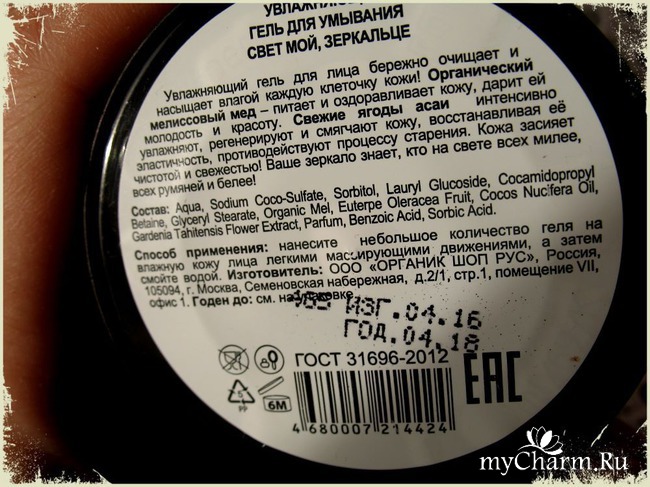 УВЛАЖНЯЮЩИЙ
ГЕЛЬ ДЛЯ УМЫВАНИЯ
СВЕТ МОЙ, ЗЕРКАЛЬЦЕ
Увлажняющий гель для лица бережно очищает и
насыщает влагой каждую клеточку кожи! Органический
мелиссовый мед – питает и оздоравливает кожу, дарит ей
молодость и красоту. Свежие ягоды асаи интенсивно
увлажняют, регенерируют и смягчают кожу, восстанавливая её
эластичность, противодействуют процессу старения. Кожа засияет
чистотой и свежестью! Ваше зеркало знает, кто на свете всех милее,
всех румяней и белее!
Состав: Aqua, Sodium Coco-Sulfate, Sorbitol, Lauryl Glucoside, Cocamidopropyl
Betaine, Glyceryl Stearate, Organic Mel, Euterpe Oleracea Fruit, Cocos Nucifera Oil,
Gardenia Tahitensis Flower Extract, Parfum, Benzoic Acid, Sorbic Acid.
Способ применения: нанесите небольшое количество геля на
влажную кожу лица легкими массирующими движениями, а затем
смойте водой. Изготовитель: ООО «ОРГАНИК ШОП РУС», Россия,
105094, г. Москва, Семеновская набережная, д.2/1, стр.1, помещение VII,
офис 1. Годен до: см. на упаковке.
ИЗГ.04.16
ГОД.04.18
ГОСТ 31696-2012
EAC
5
PP
6M
4 680007 214424
myCharm.Ru